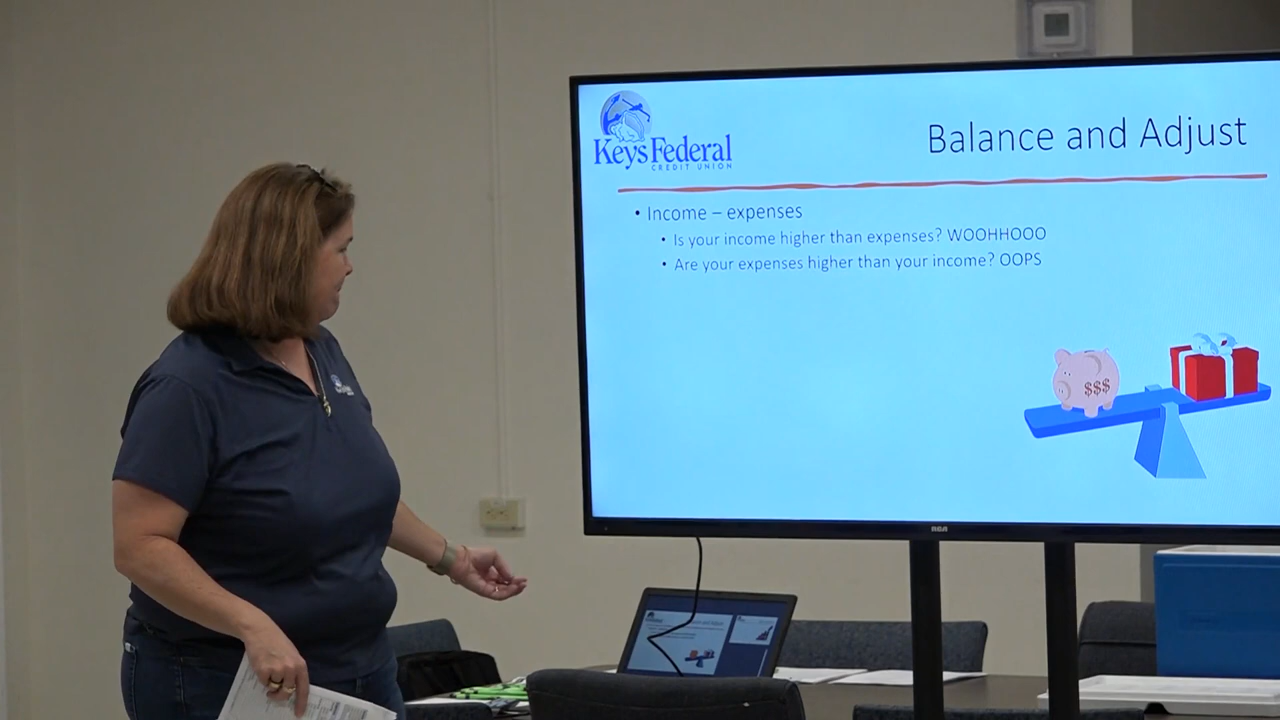 Keys Federal
CREDIT UNION
Balance and Adjust
• Income – expenses
• Is your income higher than expenses? WOOHHOOO
• Are your expenses higher than your income? OOPS
$$$
RCA